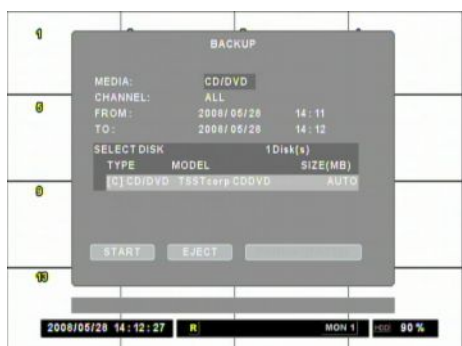 1
BACKUP
MEDIA: CD/DVD
CHANNEL: ALL
FROM: 2008/05/28 14:11
TO: 2008/05/28 14:12
SELECT DISK 1Disk(s)
TYPE MODEL SIZE(MB)
[C] CD/DVD TSSTcorp CDDVD AUTO
START EJECT
5
9
13
2008/05/28 14:12:27 R MON 1 HDD 90%